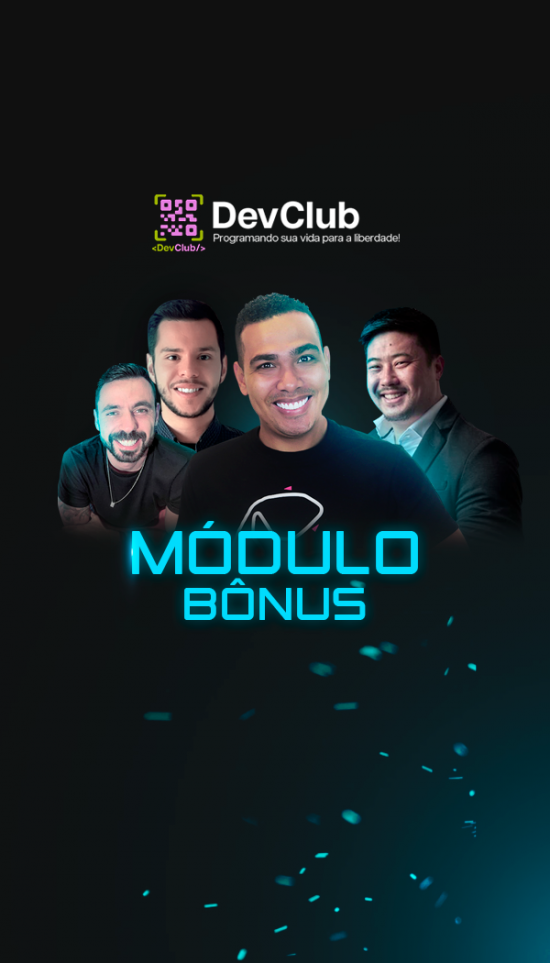 DevClub
Programando sua vida para a liberdade!
<DevClub/>
MÓDULO
BÔNUS